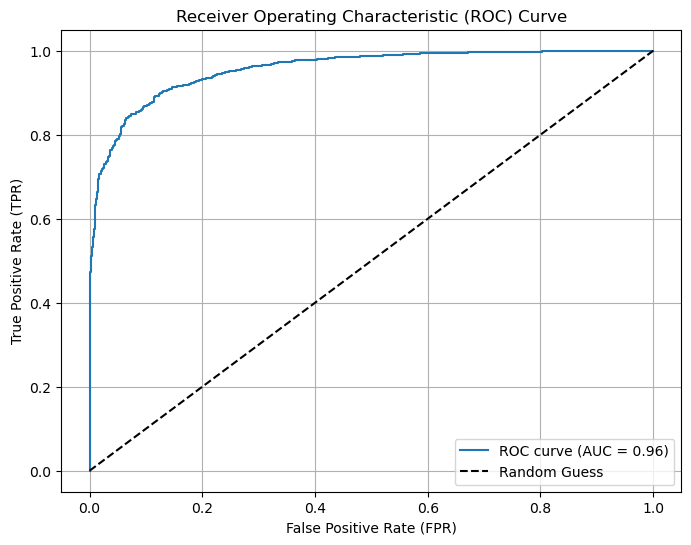 Receiver Operating Characteristic (ROC) Curve
True Positive Rate (TPR)
1.0
0.8
0.6
0.4
0.2
0.0
0.0 0.2 0.4 0.6 0.8 1.0
False Positive Rate (FPR)
ROC curve (AUC = 0.96)
Random Guess